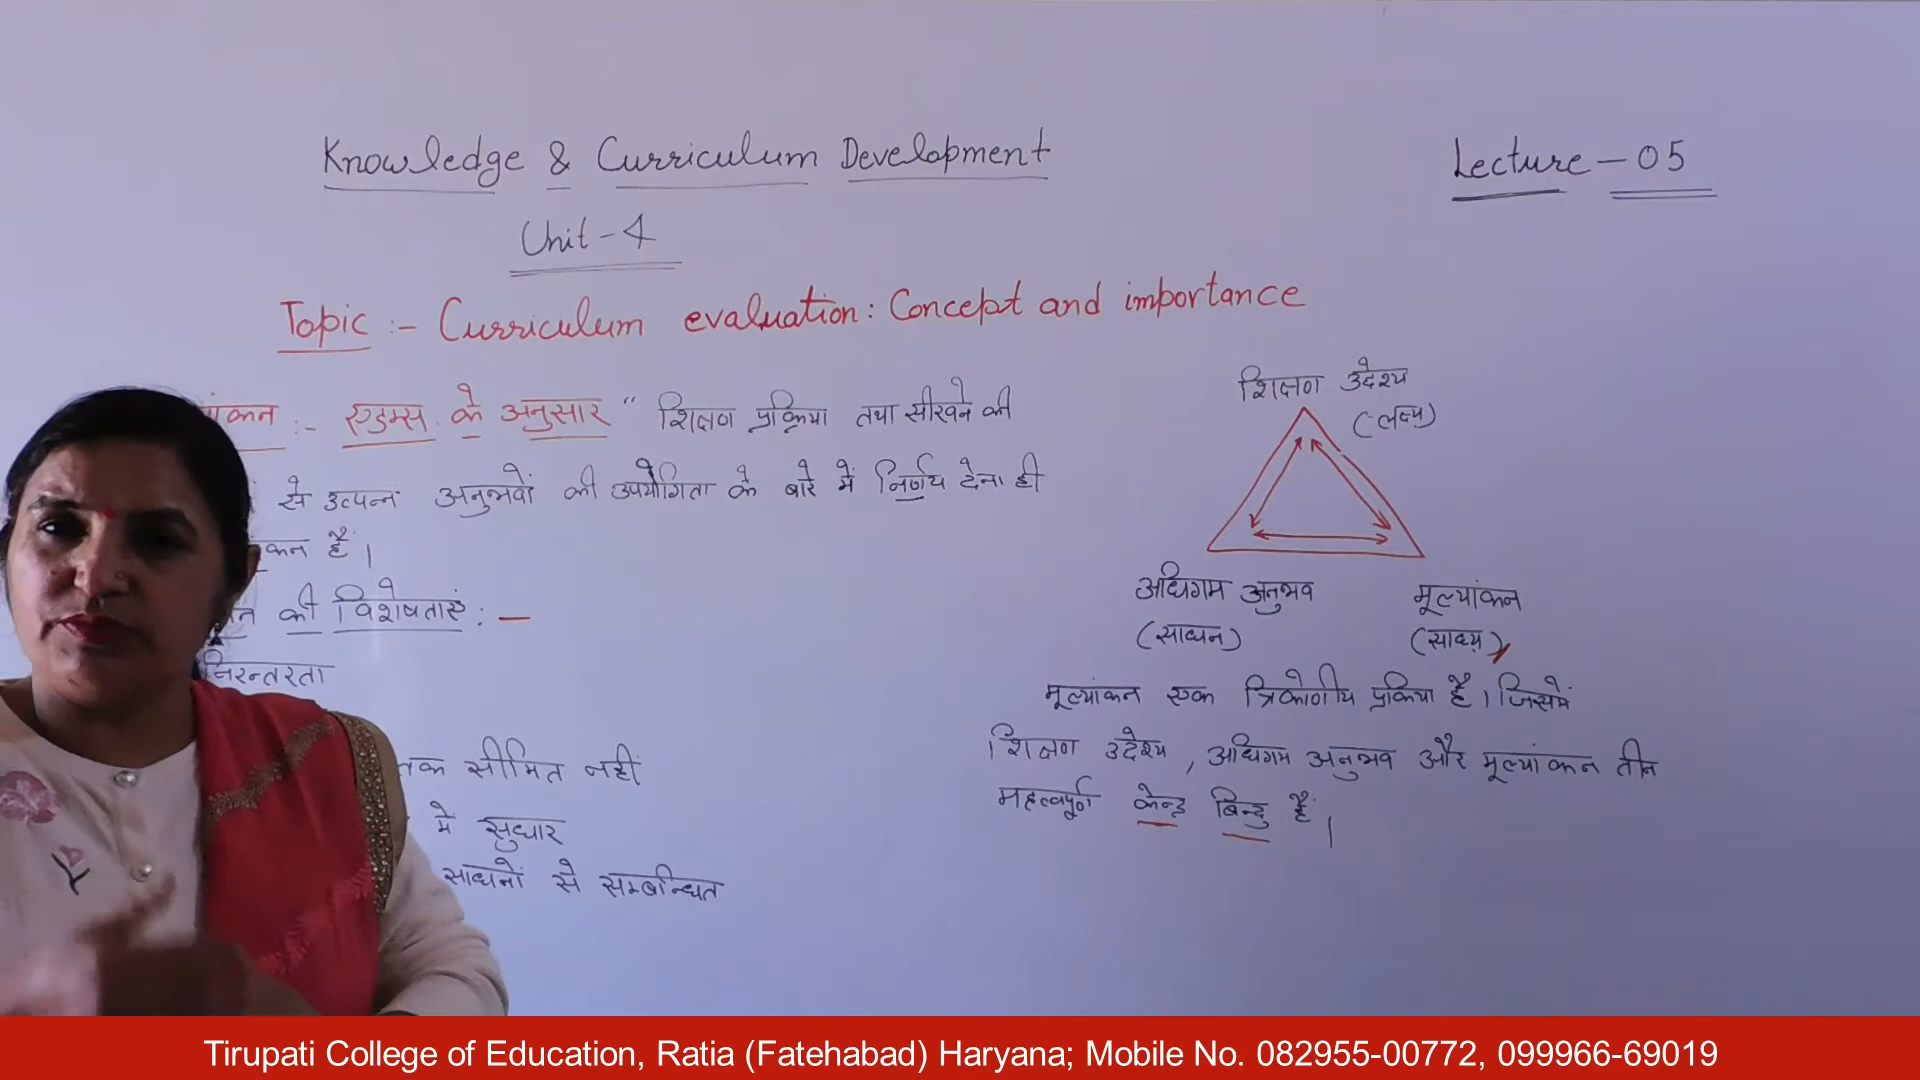 Knowledge & Curriculum Development
Lecture - 05
Unit - 4
Topic :- Curriculum evaluation: Concept and importance
:- एडम्स के अनुसार " शिक्षण प्रक्रिया तथा सीखने की
से उत्पन्न अनुभवों की उपयोगिता के बारे में निर्णय देना ही
है।
की विशेषताएं : -
निरन्तरता
तक सीमित नहीं
में सुधार
साधनों से सम्बन्धित
शिक्षण उदेश्य
(लक्ष्य)
अधिगम अनुभव
मूल्यांकन
(साधन)
(साध्य)
मूल्यांकन एक त्रिकोणीय प्रक्रिया है। जिसमें
शिक्षण उदेश्य, अधिगम अनुभव और मूल्यांकन तीन
महत्वपूर्ण केन्द्र बिन्दु है।
Tirupati College of Education, Ratia (Fatehabad) Haryana; Mobile No. 082955-00772, 099966-69019